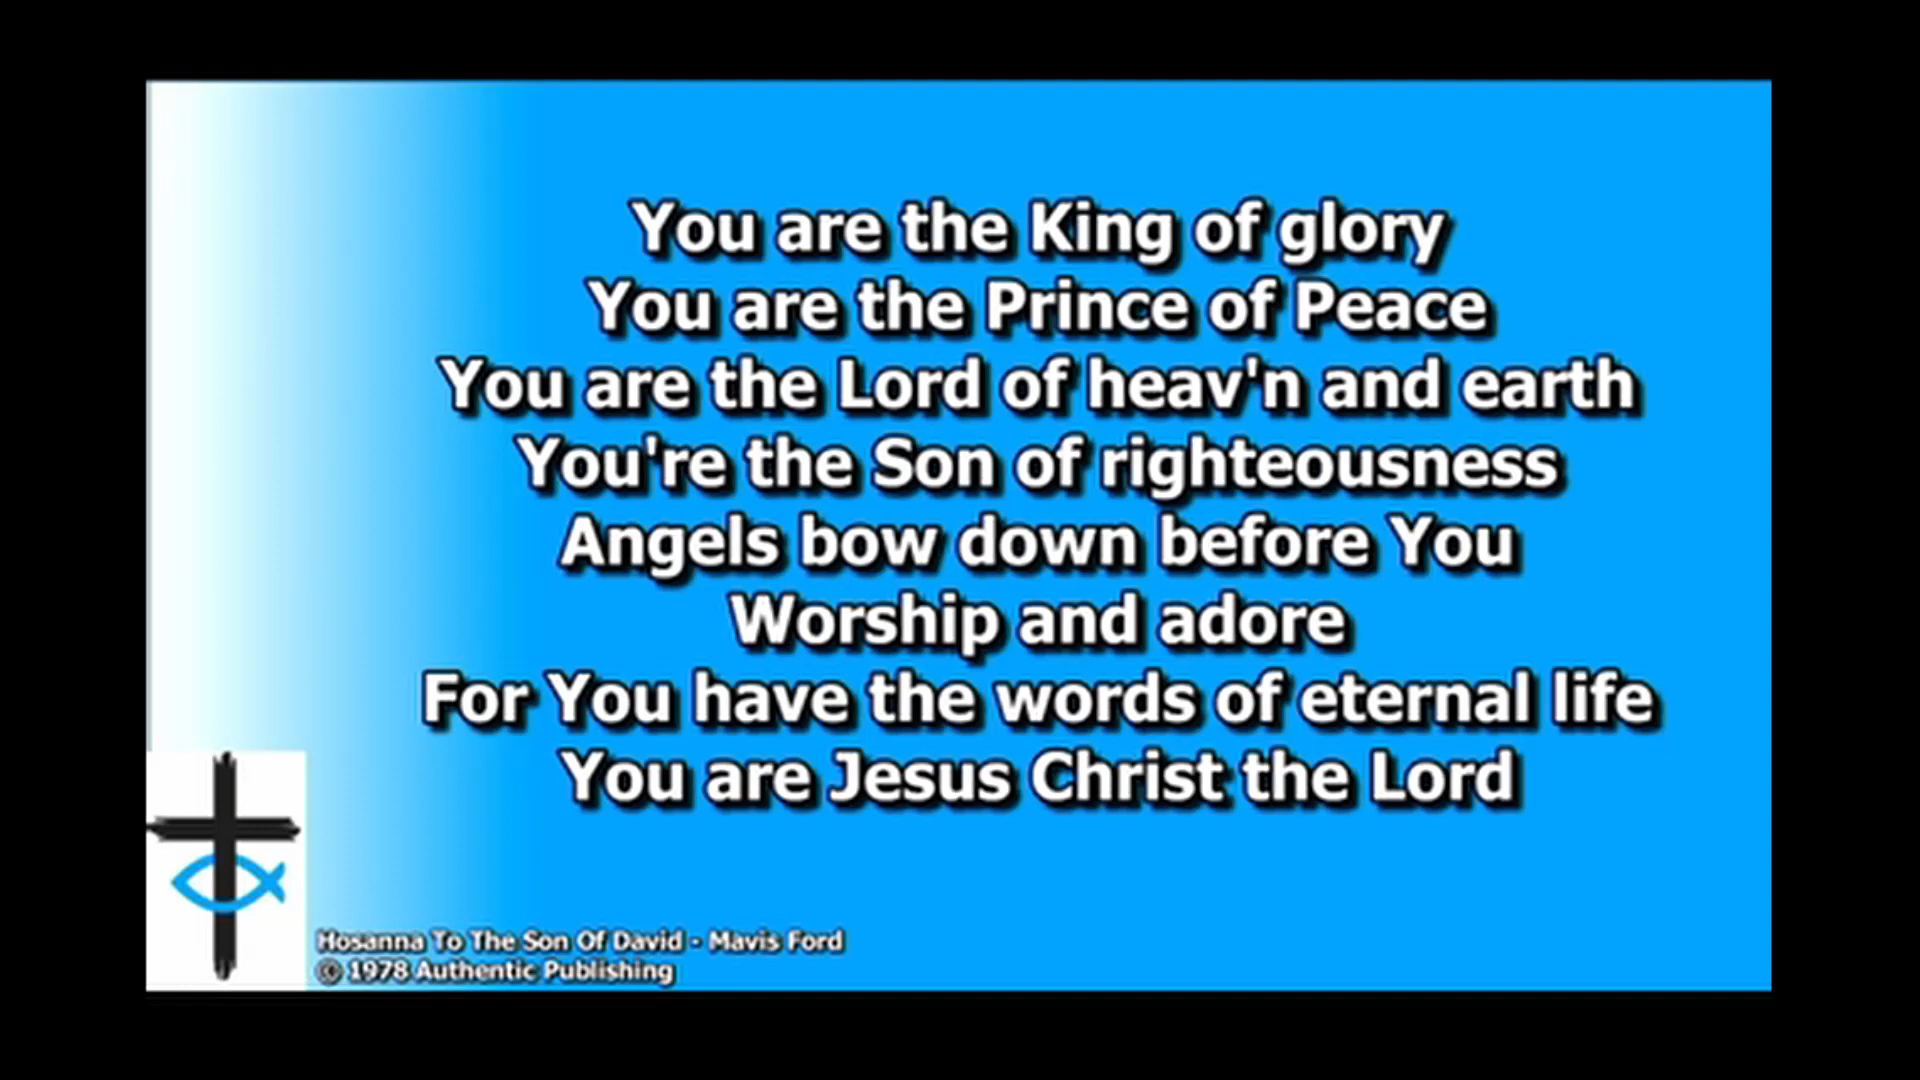 You are the King of glory
You are the Prince of Peace
You are the Lord of heav'n and earth
You're the Son of righteousness
Angels bow down before You
Worship and adore
For You have the words of eternal life
You are Jesus Christ the Lord
Hosanna To The Son Of David - Mavis Ford
© 1978 Authentic Publishing